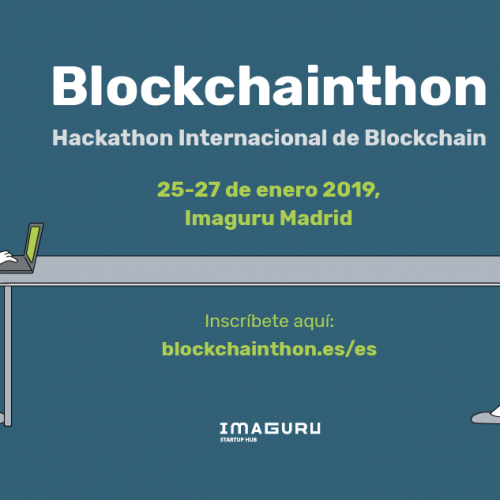 Blockchainthon
Hackathon Internacional de Blockchain
25-27 de enero 2019,
Imaguru Madrid
Inscríbete aquí:
blockchainthon.es/es
IMAGURU
STARTUP HUB